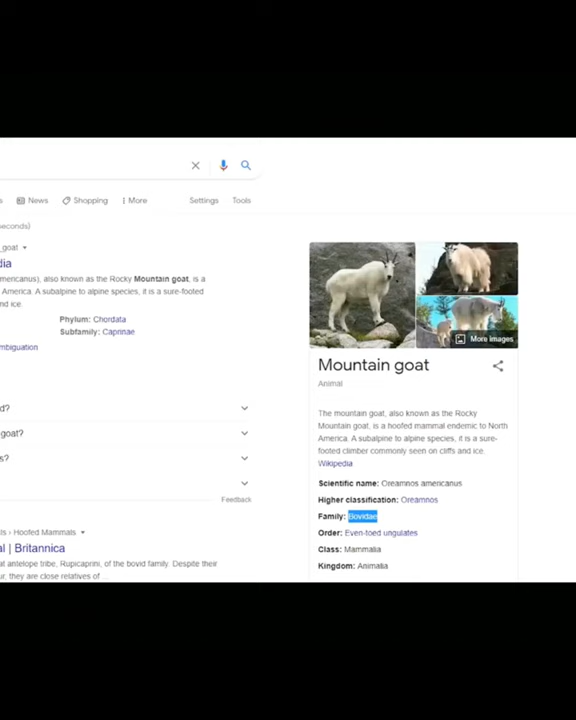 News
Shopping
More
Settings
Tools
seconds)
_goat
dia
mericanus), also known as the Rocky Mountain goat, is a
America. A subalpine to alpine species, it is a sure-footed
nd ice.
Phylum: Chordata
Subfamily: Caprinae
mbiguation
d?
goat?
s?
Feedback
ls › Hoofed Mammals
al | Britannica
at antelope tribe, Rupicaprini, of the bovid family. Despite their
ur, they are close relatives of ...
More images
Mountain goat
Animal
The mountain goat, also known as the Rocky
Mountain goat, is a hoofed mammal endemic to North
America. A subalpine to alpine species, it is a sure-
footed climber commonly seen on cliffs and ice.
Wikipedia
Scientific name: Oreamnos americanus
Higher classification: Oreamnos
Family: Bovidae
Order: Even-toed ungulates
Class: Mammalia
Kingdom: Animalia